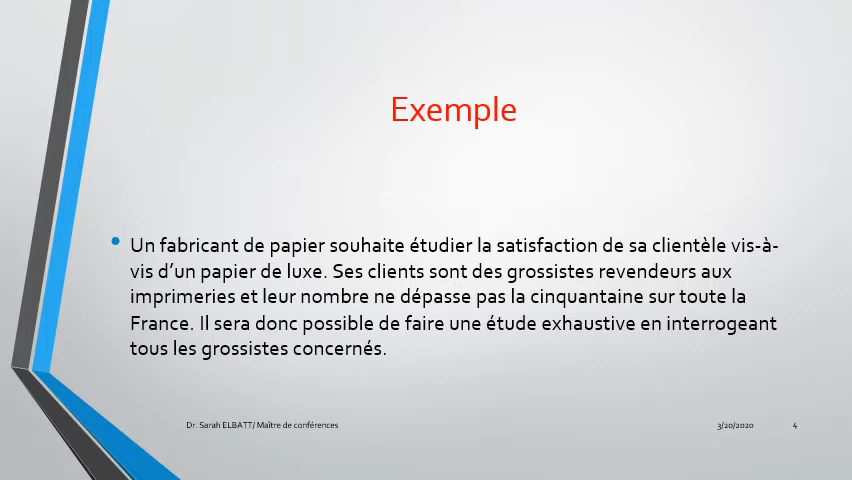 Exemple
• Un fabricant de papier souhaite étudier la satisfaction de sa clientèle vis-à-
vis d’un papier de luxe. Ses clients sont des grossistes revendeurs aux
imprimeries et leur nombre ne dépasse pas la cinquantaine sur toute la
France. Il sera donc possible de faire une étude exhaustive en interrogeant
tous les grossistes concernés.
Dr. Sarah ELBATT/ Maître de conférences 3/20/2020 4